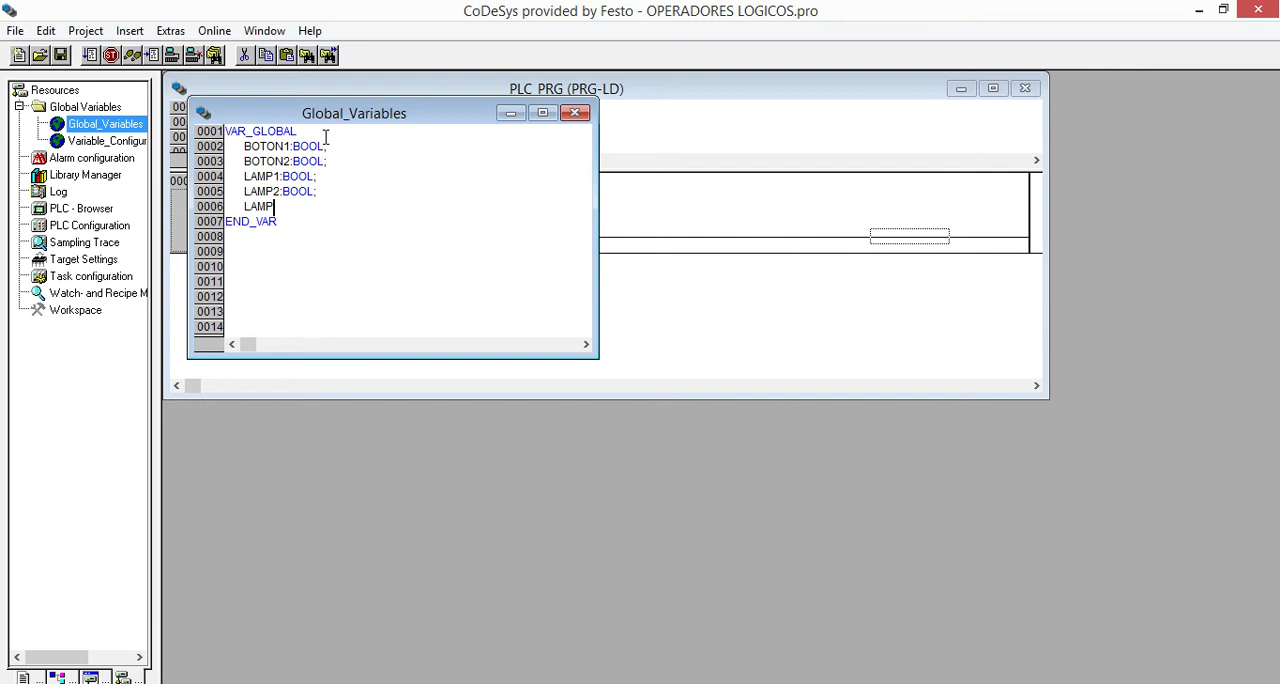 CoDeSys provided by Festo - OPERADORES LOGICOS.pro
File Edit Project Insert Extras Online Window Help
Resources
Global Variables
Global_Variables
Variable_Configur
Alarm configuration
Library Manager
Log
PLC - Browser
PLC Configuration
Sampling Trace
Target Settings
Task configuration
Watch- and Recipe M
Workspace
PLC_PRG (PRG-LD)
Global_Variables
0001 VAR_GLOBAL
0002 BOTON1:BOOL;
0003 BOTON2:BOOL;
0004 LAMP1:BOOL;
0005 LAMP2:BOOL;
0006 LAMP
0007 END_VAR
0008
0009
0010
0011
0012
0013
0014